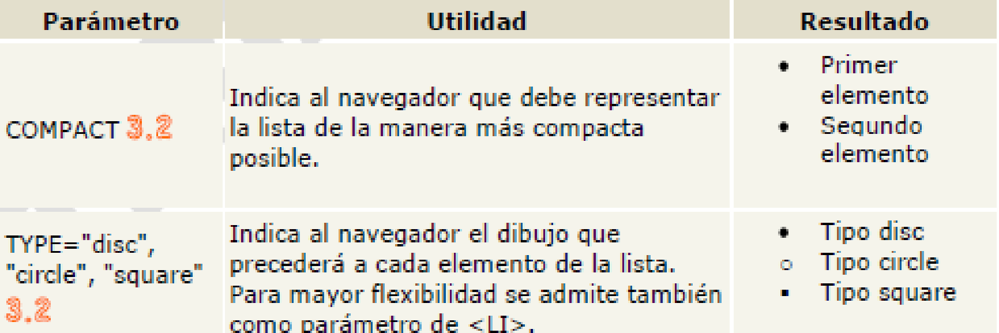 Parámetro Utilidad Resultado
COMPACT 3.2
Indica al navegador que debe representar
la lista de la manera más compacta
posible.
• Primer
elemento
• Segundo
elemento
TYPE="disc",
"circle", "square"
3.2
Indica al navegador el dibujo que
precederá a cada elemento de la lista.
Para mayor flexibilidad se admite también
como parámetro de <LI>.
• Tipo disc
○ Tipo circle
▪ Tipo square